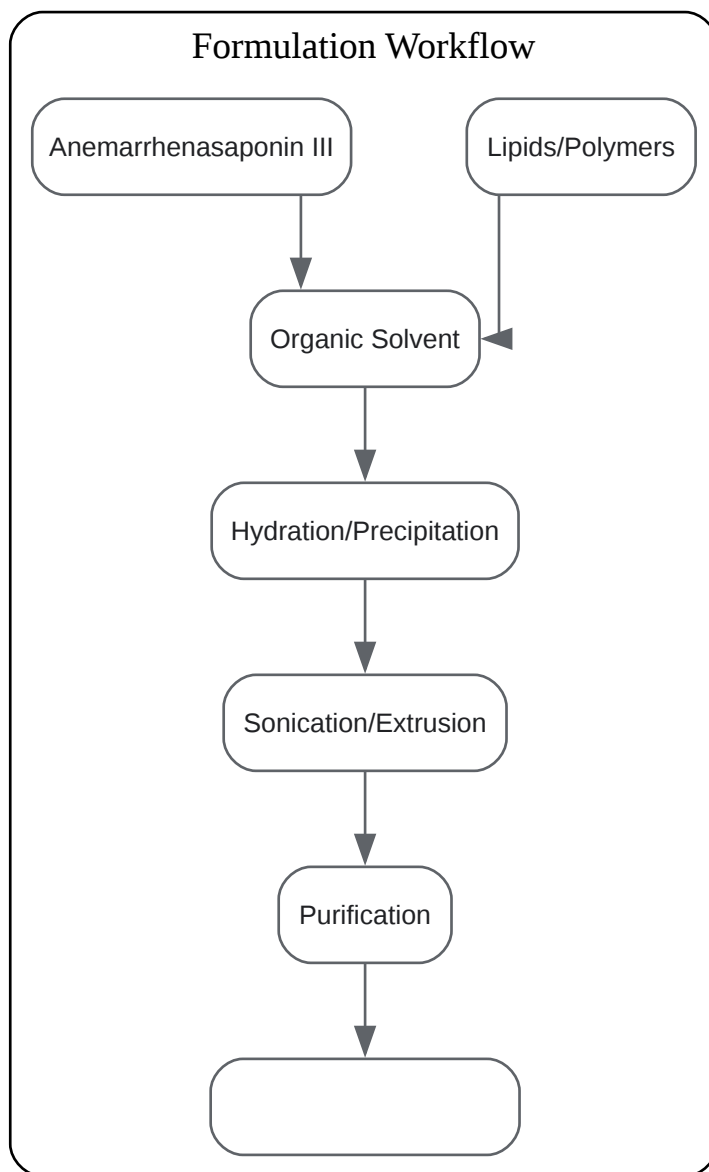 Formulation Workflow
Anemarrhenasaponin III
Lipids/Polymers
Organic Solvent
Hydration/Precipitation
Sonication/Extrusion
Purification